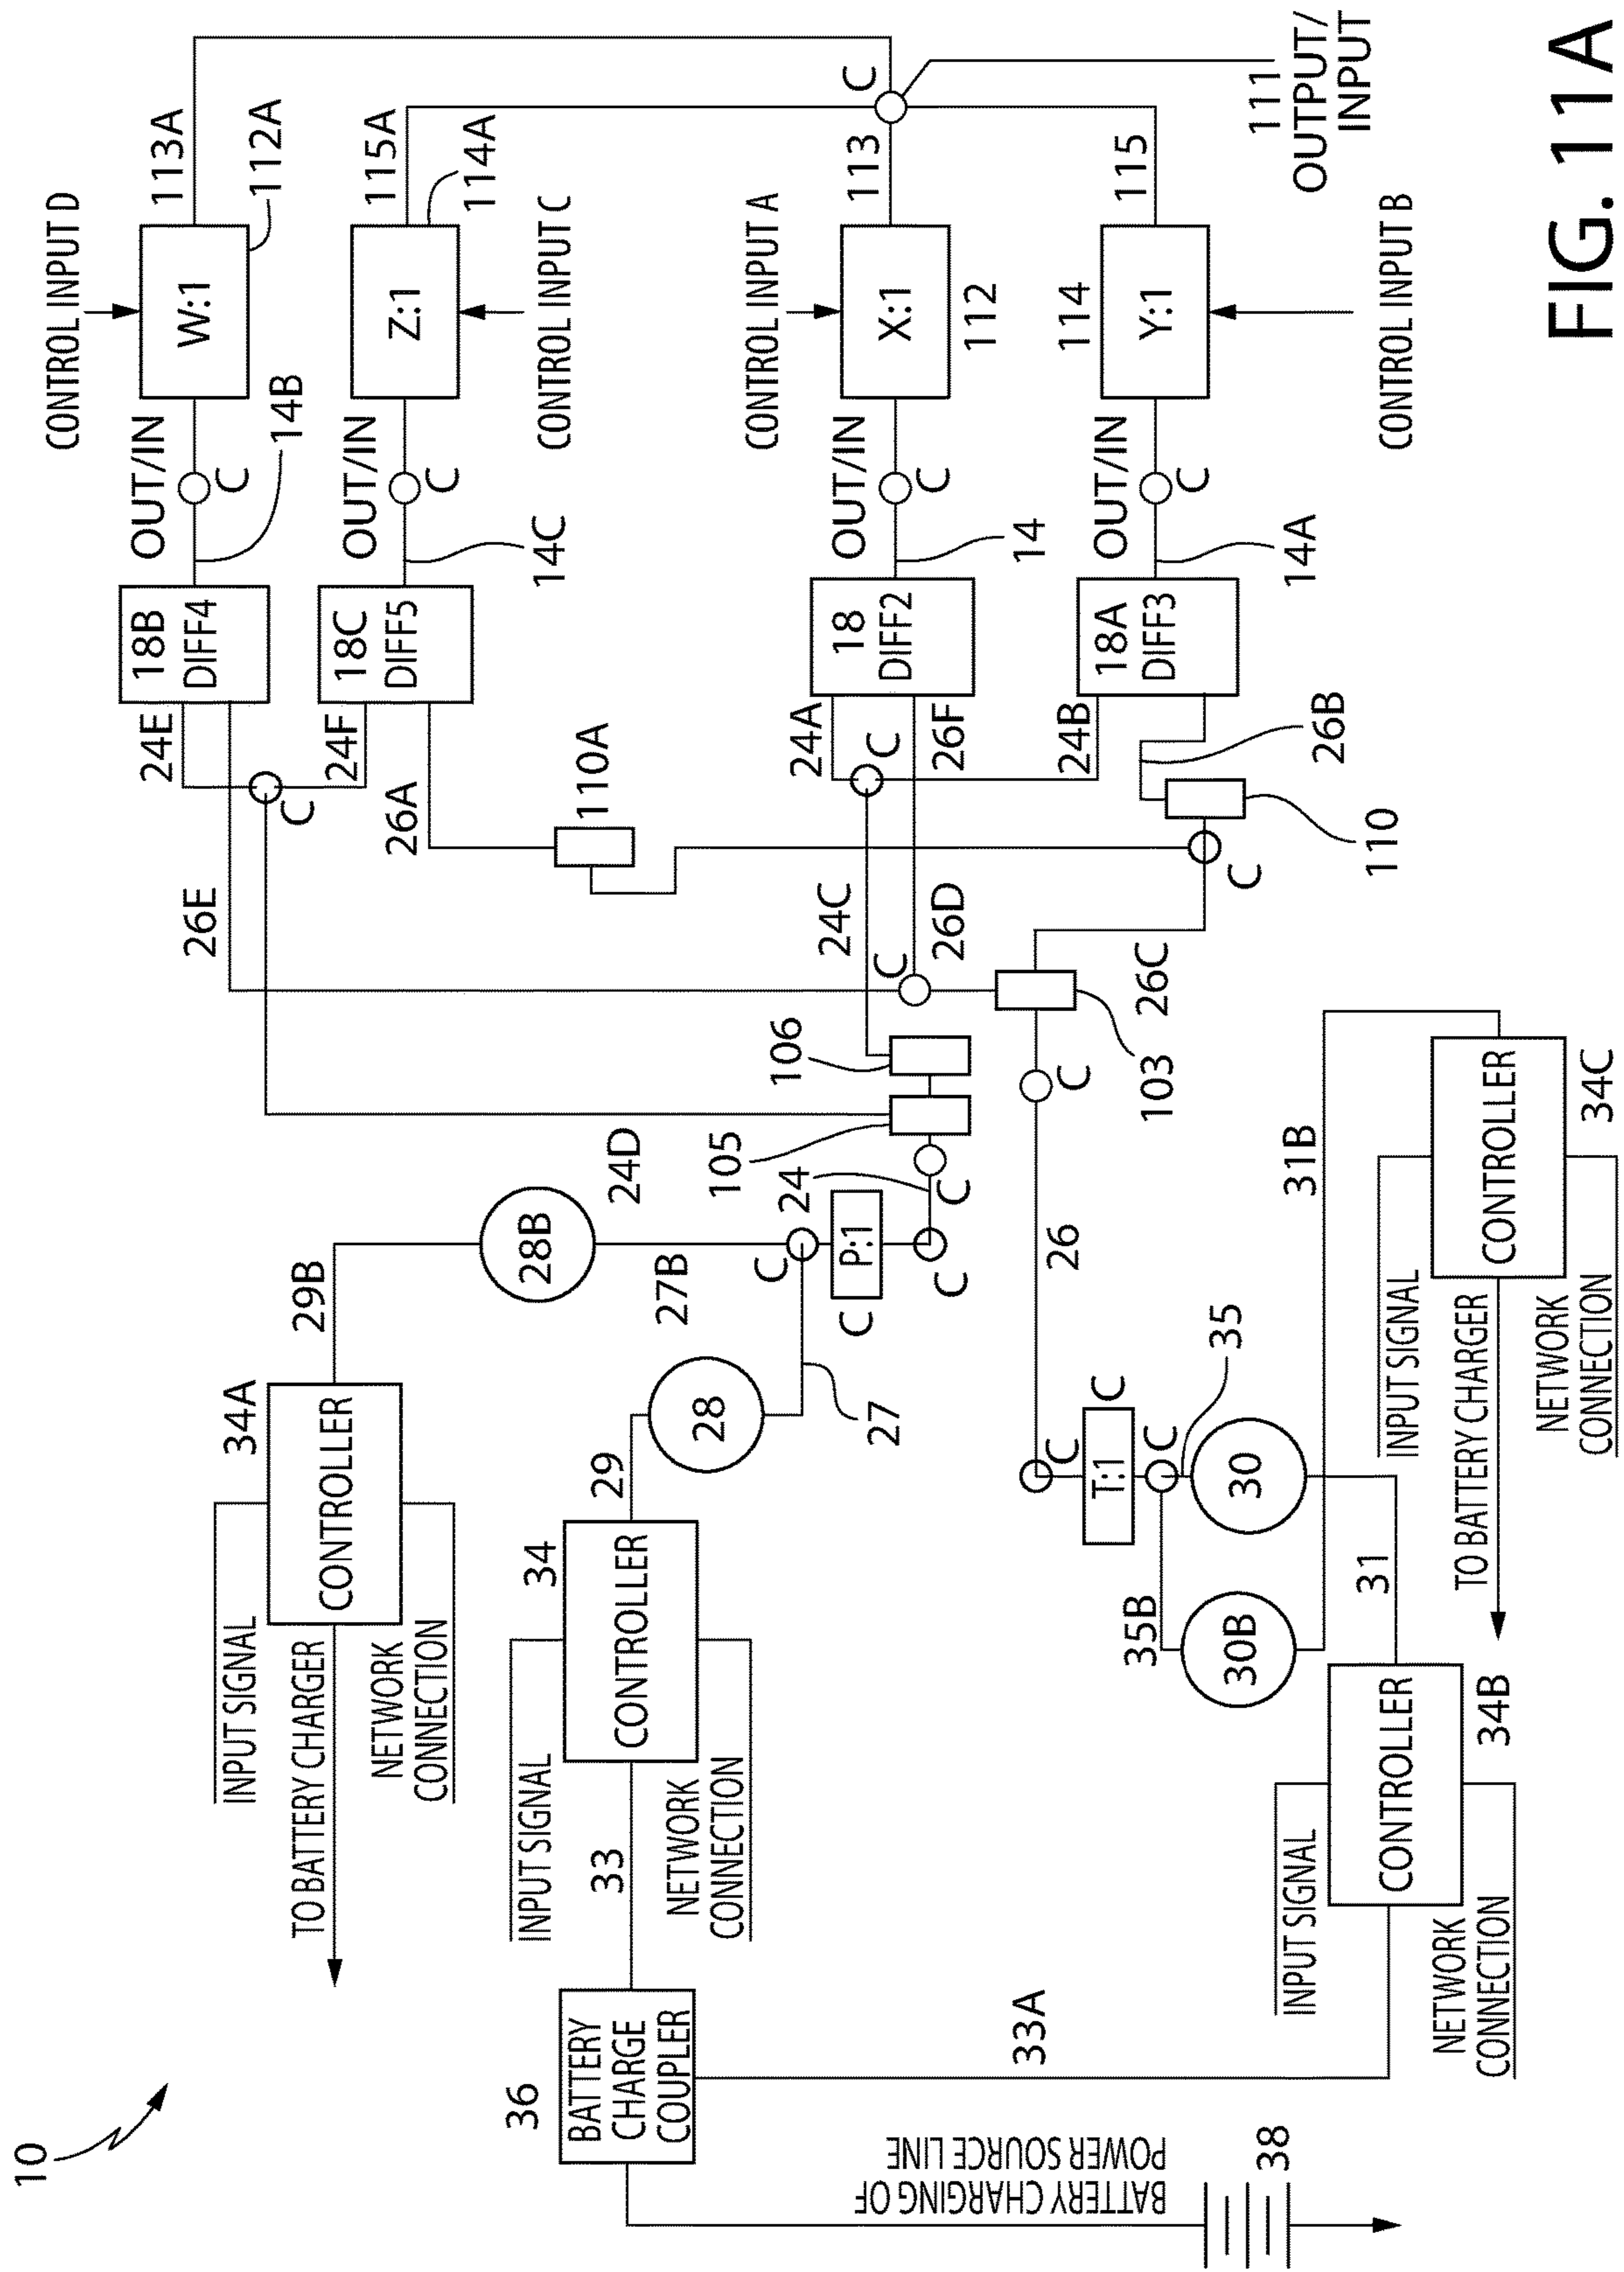 10
36
BATTERY
CHARGE
COUPLER
BATTERY CHARGING OF
POWER SOURCE LINE
38
33
33A
34A
CONTROLLER
INPUT SIGNAL
TO BATTERY CHARGER
NETWORK
CONNECTION
29B
28B
27B
24D
34
CONTROLLER
INPUT SIGNAL
NETWORK
CONNECTION
29
28
27
C
P:1
C
C
24
C
105
106
34B
CONTROLLER
INPUT SIGNAL
NETWORK
CONNECTION
31
30B
35B
30
35
C
T:1
C
C
26
C
103
31B
34C
CONTROLLER
INPUT SIGNAL
TO BATTERY CHARGER
NETWORK
CONNECTION
26E
24E
C
24F
26A
110A
24C
C
26D
26C
24A
C
26F
24B
26B
110
C
18B
DIFF4
18C
DIFF5
18
DIFF2
18A
DIFF3
14B
OUT/IN
C
14C
OUT/IN
C
14
OUT/IN
C
14A
OUT/IN
C
CONTROL INPUT D
W:1
112A
113A
CONTROL INPUT C
Z:1
114A
115A
CONTROL INPUT A
X:1
112
113
CONTROL INPUT B
Y:1
114
115
C
111
OUTPUT/
INPUT
FIG. 11A